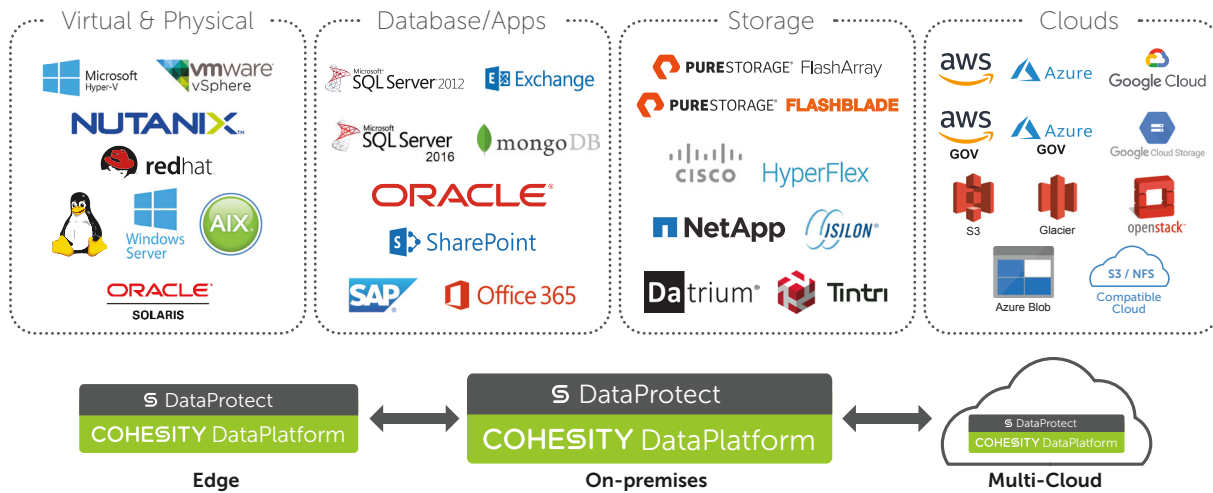 Virtual & Physical
Microsoft
Hyper-V
vmware®
vSphere
NUTANIX™
redhat.
Windows
Server
AIX
ORACLE®
SOLARIS
Database/Apps
Microsoft®
SQL Server® 2012
Exchange
Microsoft®
SQL Server®
2016
mongoDB
ORACLE®
SharePoint
SAP
Office 365
Storage
PURESTORAGE® FlashArray
PURESTORAGE® FLASHBLADE
CISCO
HyperFlex
NetApp
ISILON®
Datrium®
Tintri
Clouds
aws
Azure
Google Cloud
aws
GOV
Azure
GOV
Google Cloud Storage
S3
Glacier
openstack™
Azure Blob
S3 / NFS
Compatible
Cloud
S DataProtect
COHESITY DataPlatform
Edge
S DataProtect
COHESITY DataPlatform
On-premises
S DataProtect
COHESITY DataPlatform
Multi-Cloud